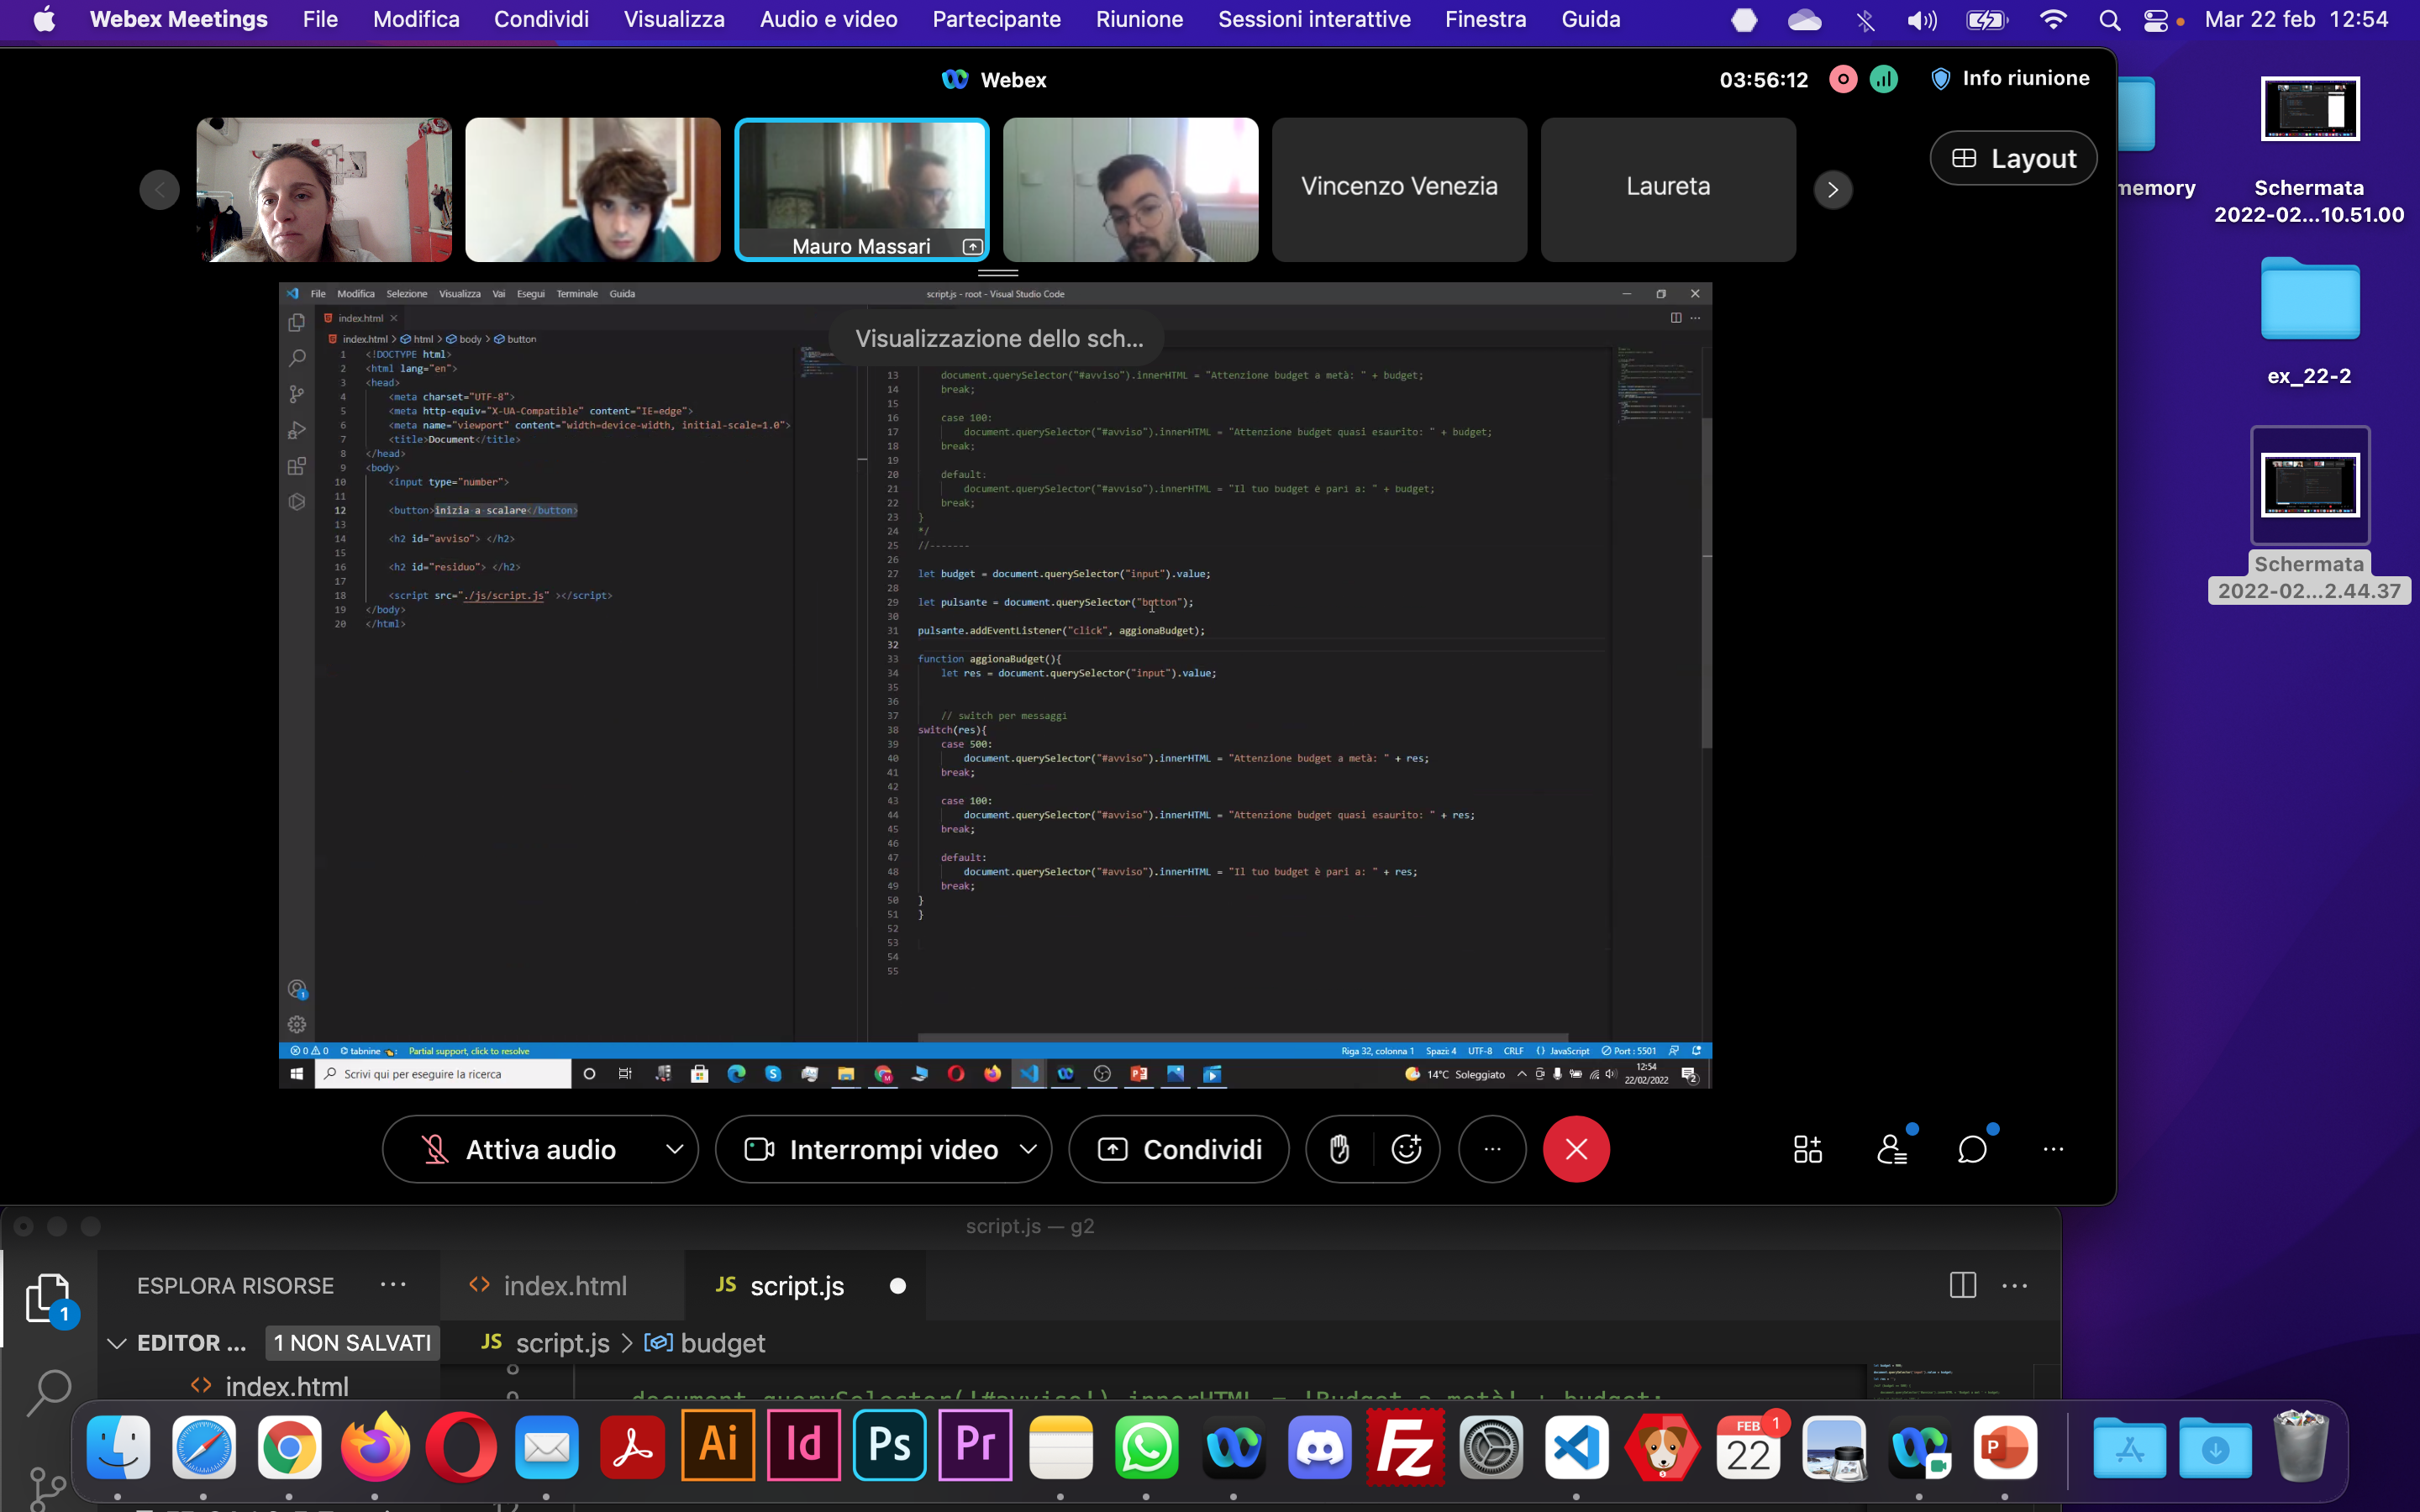 Webex Meetings File Modifica Condividi Visualizza Audio e video Partecipante Riunione Sessioni interattive Finestra Guida Mar 22 feb 12:54
Webex 03:56:12 Info riunione
Layout
Mauro Massari
Vincenzo Venezia
Laureta
memory
Schermata
2022-02...10.51.00
ex_22-2
Schermata
2022-02...2.44.37
File Modifica Selezione Visualizza Vai Esegui Terminale Guida script.js - root - Visual Studio Code
index.html
index.html > html > body > button
Visualizzazione dello sch...
1 <!DOCTYPE html>
2 <html lang="en">
3 <head>
4 <meta charset="UTF-8">
5 <meta http-equiv="X-UA-Compatible" content="IE=edge">
6 <meta name="viewport" content="width=device-width, initial-scale=1.0">
7 <title>Document</title>
8 </head>
9 <body>
10 <input type="number">
11
12 <button>inizia a scalare</button>
13
14 <h2 id="avviso"> </h2>
15
16 <h2 id="residuo"> </h2>
17
18 <script src="./js/script.js" ></script>
19 </body>
20 </html>
13 document.querySelector("#avviso").innerHTML = "Attenzione budget a metà: " + budget;
14 break;
15
16 case 100:
17 document.querySelector("#avviso").innerHTML = "Attenzione budget quasi esaurito: " + budget;
18 break;
19
20 default:
21 document.querySelector("#avviso").innerHTML = "Il tuo budget è pari a: " + budget;
22 break;
23 }
24 */
25 //-------
26
27 let budget = document.querySelector("input").value;
28
29 let pulsante = document.querySelector("button");
30
31 pulsante.addEventListener("click", aggionaBudget);
32
33 function aggionaBudget(){
34 let res = document.querySelector("input").value;
35
36
37 // switch per messaggi
38 switch(res){
39 case 500:
40 document.querySelector("#avviso").innerHTML = "Attenzione budget a metà: " + res;
41 break;
42
43 case 100:
44 document.querySelector("#avviso").innerHTML = "Attenzione budget quasi esaurito: " + res;
45 break;
46
47 default:
48 document.querySelector("#avviso").innerHTML = "Il tuo budget è pari a: " + res;
49 break;
50 }
51 }
52
53
54
55
0 0 tabnine Partial support, click to resolve Riga 32, colonna 1 Spazi: 4 UTF-8 CRLF {} JavaScript Port : 5501
Scrivi qui per eseguire la ricerca 14°C Soleggiato 12:54
22/02/2022 2
Attiva audio Interrompi video Condividi
script.js — g2
ESPLORA RISORSE ... index.html JS script.js
1
EDITOR ... 1 NON SALVATI JS script.js > budget
index.html
8
9 document.querySelector('#avviso').innerHTML = 'Budget a metà' + budget;
Ai Id Ps Pr Fz FEB 1
22 P